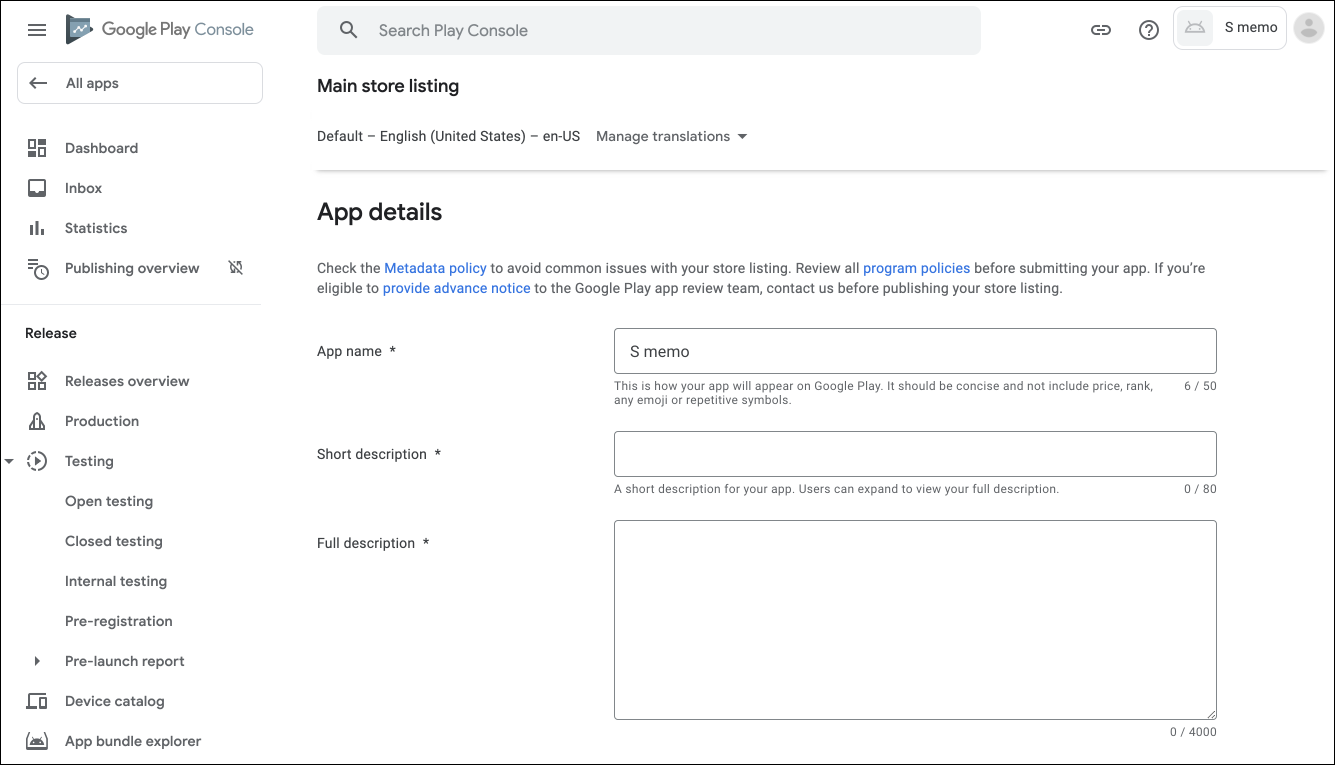 Google Play Console
Search Play Console
S memo
All apps
Dashboard
Inbox
Statistics
Publishing overview
Release
Releases overview
Production
Testing
Open testing
Closed testing
Internal testing
Pre-registration
Pre-launch report
Device catalog
App bundle explorer
Main store listing
Default – English (United States) – en-US Manage translations
App details
Check the Metadata policy to avoid common issues with your store listing. Review all program policies before submitting your app. If you’re
eligible to provide advance notice to the Google Play app review team, contact us before publishing your store listing.
App name *
S memo
This is how your app will appear on Google Play. It should be concise and not include price, rank, 6 / 50
any emoji or repetitive symbols.
Short description *
A short description for your app. Users can expand to view your full description. 0 / 80
Full description *
0 / 4000